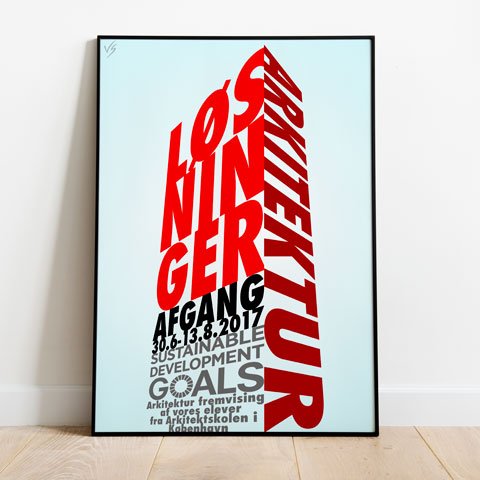 VS
LØS
NIN
GER
ARKITEKTUR
AFGANG
30.6-13.8.2017
SUSTAINABLE
DEVELOPMENT
GOALS
Arkitektur fremvising
af vores elever
fra Arkitektskolen i
København